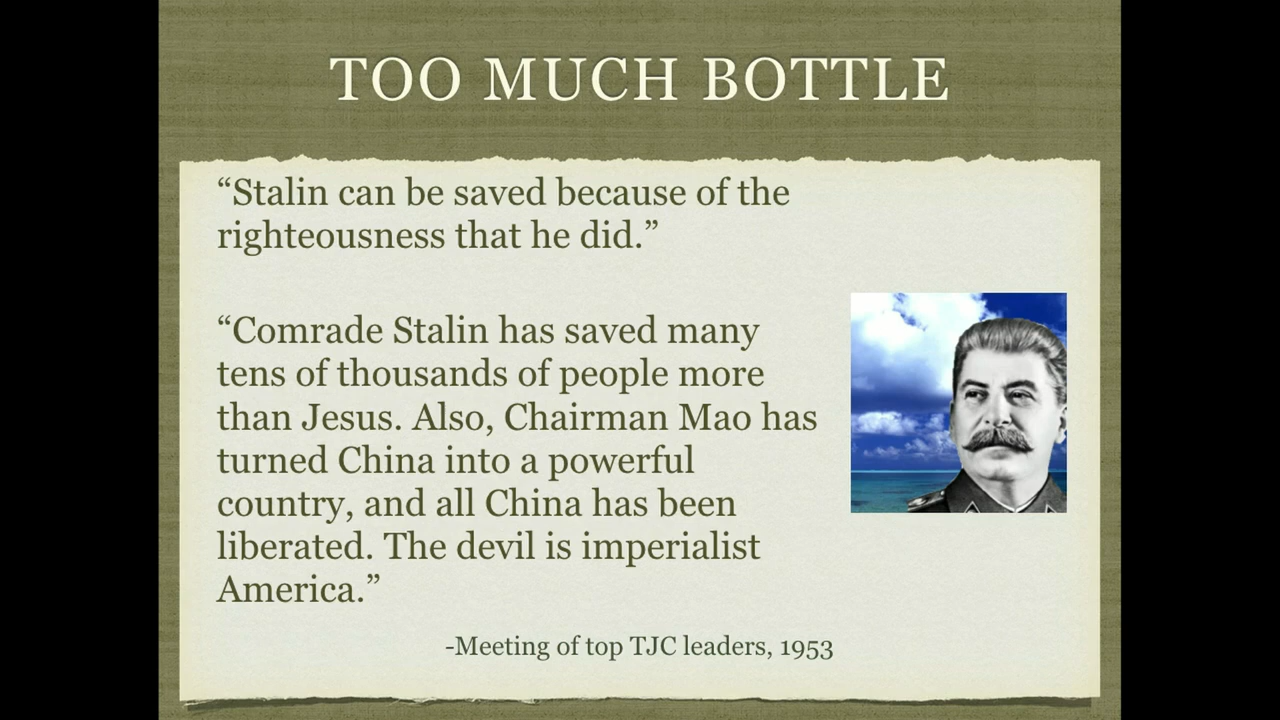 TOO MUCH BOTTLE
“Stalin can be saved because of the
righteousness that he did.”
“Comrade Stalin has saved many
tens of thousands of people more
than Jesus. Also, Chairman Mao has
turned China into a powerful
country, and all China has been
liberated. The devil is imperialist
America.”
-Meeting of top TJC leaders, 1953